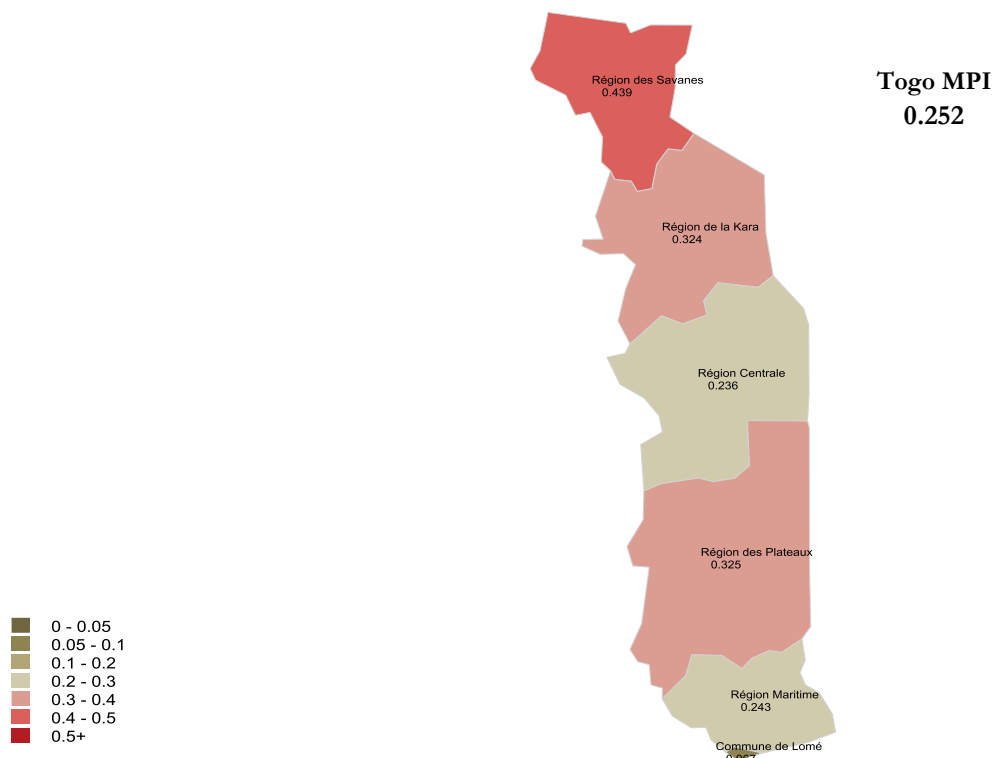 Région des Savanes
0.439
Togo MPI
0.252
Région de la Kara
0.324
Région Centrale
0.236
Région des Plateaux
0.325
Région Maritime
0.243
Commune de Lomé
0.067
0 - 0.05
0.05 - 0.1
0.1 - 0.2
0.2 - 0.3
0.3 - 0.4
0.4 - 0.5
0.5+